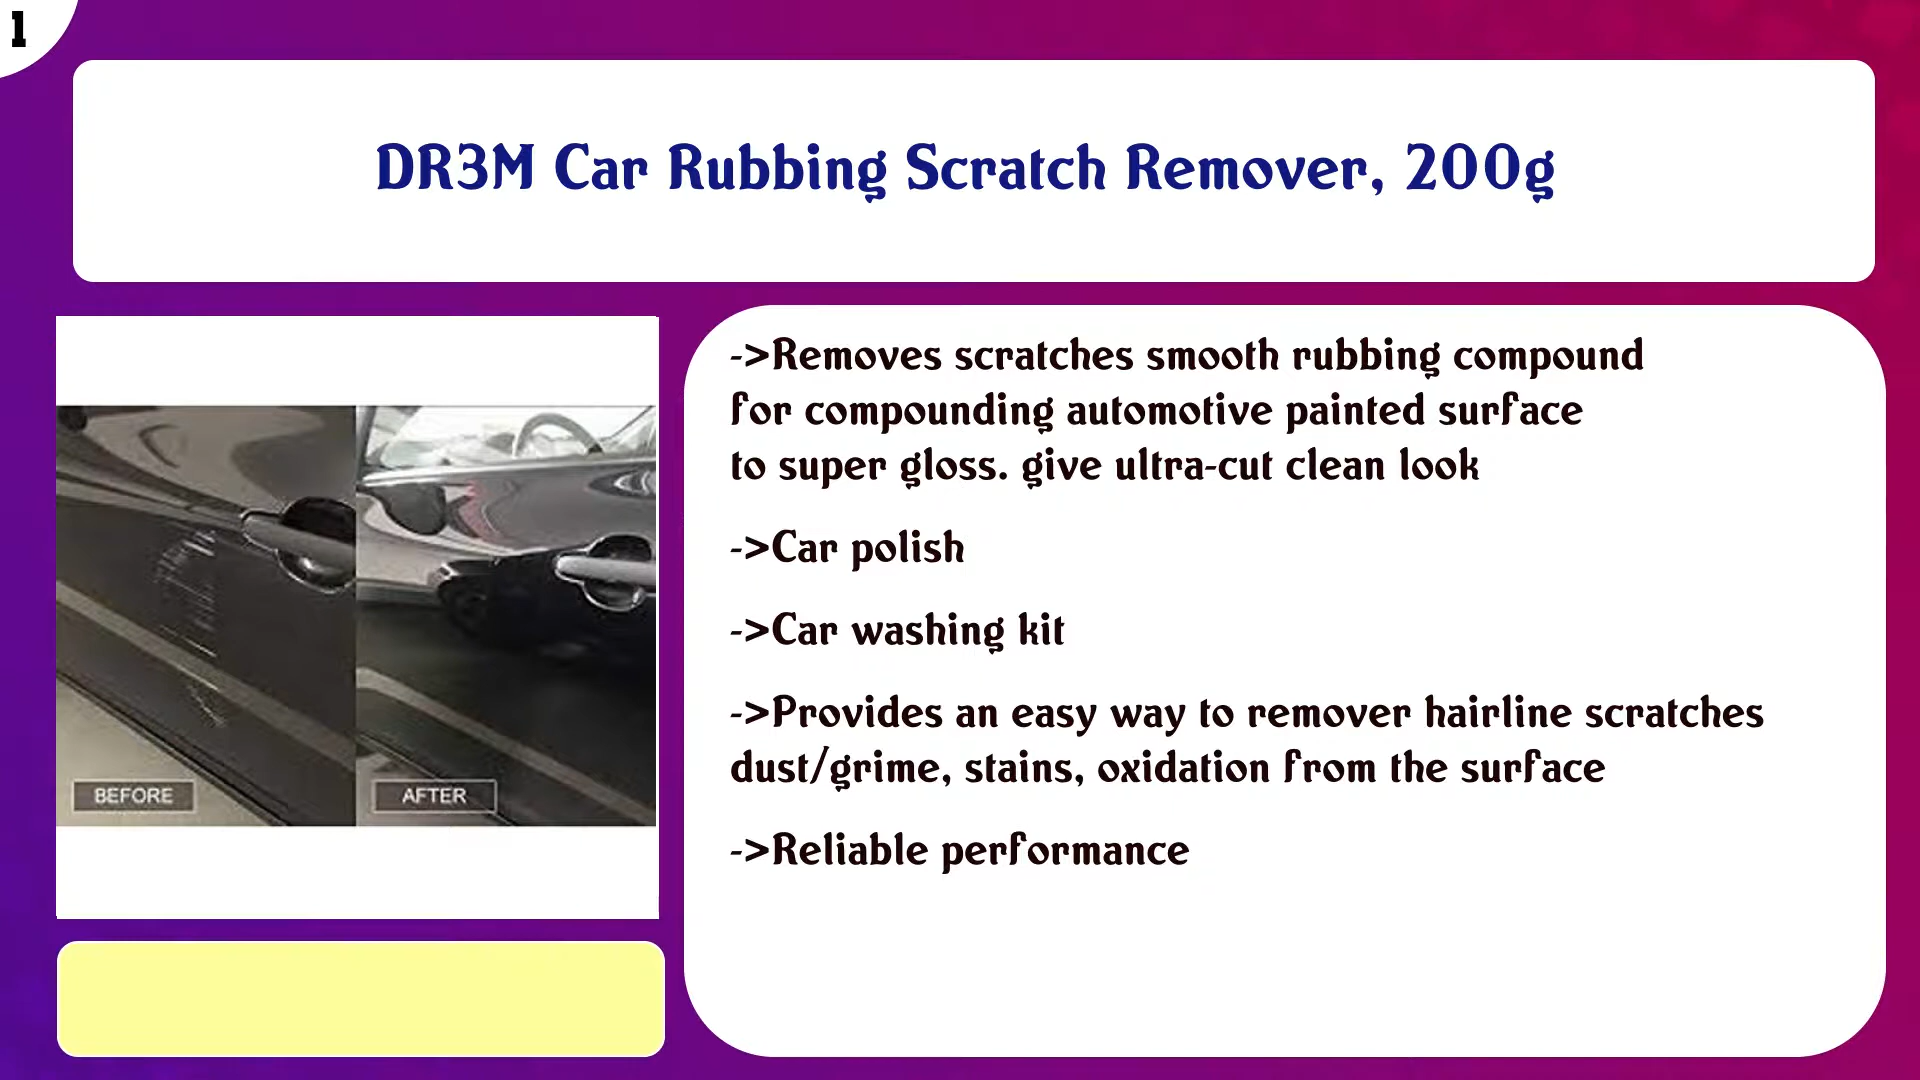 1
DR3M Car Rubbing Scratch Remover, 200g
->Removes scratches smooth rubbing compound
for compounding automotive painted surface
to super gloss. give ultra-cut clean look
->Car polish
->Car washing kit
->Provides an easy way to remover hairline scratches
dust/grime, stains, oxidation from the surface
->Reliable performance
BEFORE
AFTER